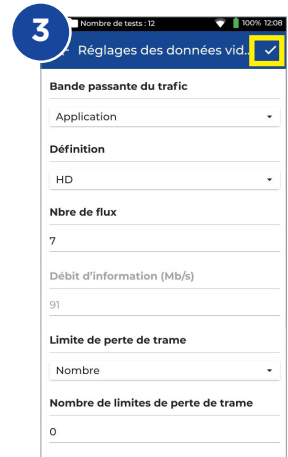 3
Nombre de tests : 12
100% 12:08
Réglages des données vid..
Bande passante du trafic
Application
Définition
HD
Nbre de flux
7
Débit d'information (Mb/s)
91
Limite de perte de trame
Nombre
Nombre de limites de perte de trame
0